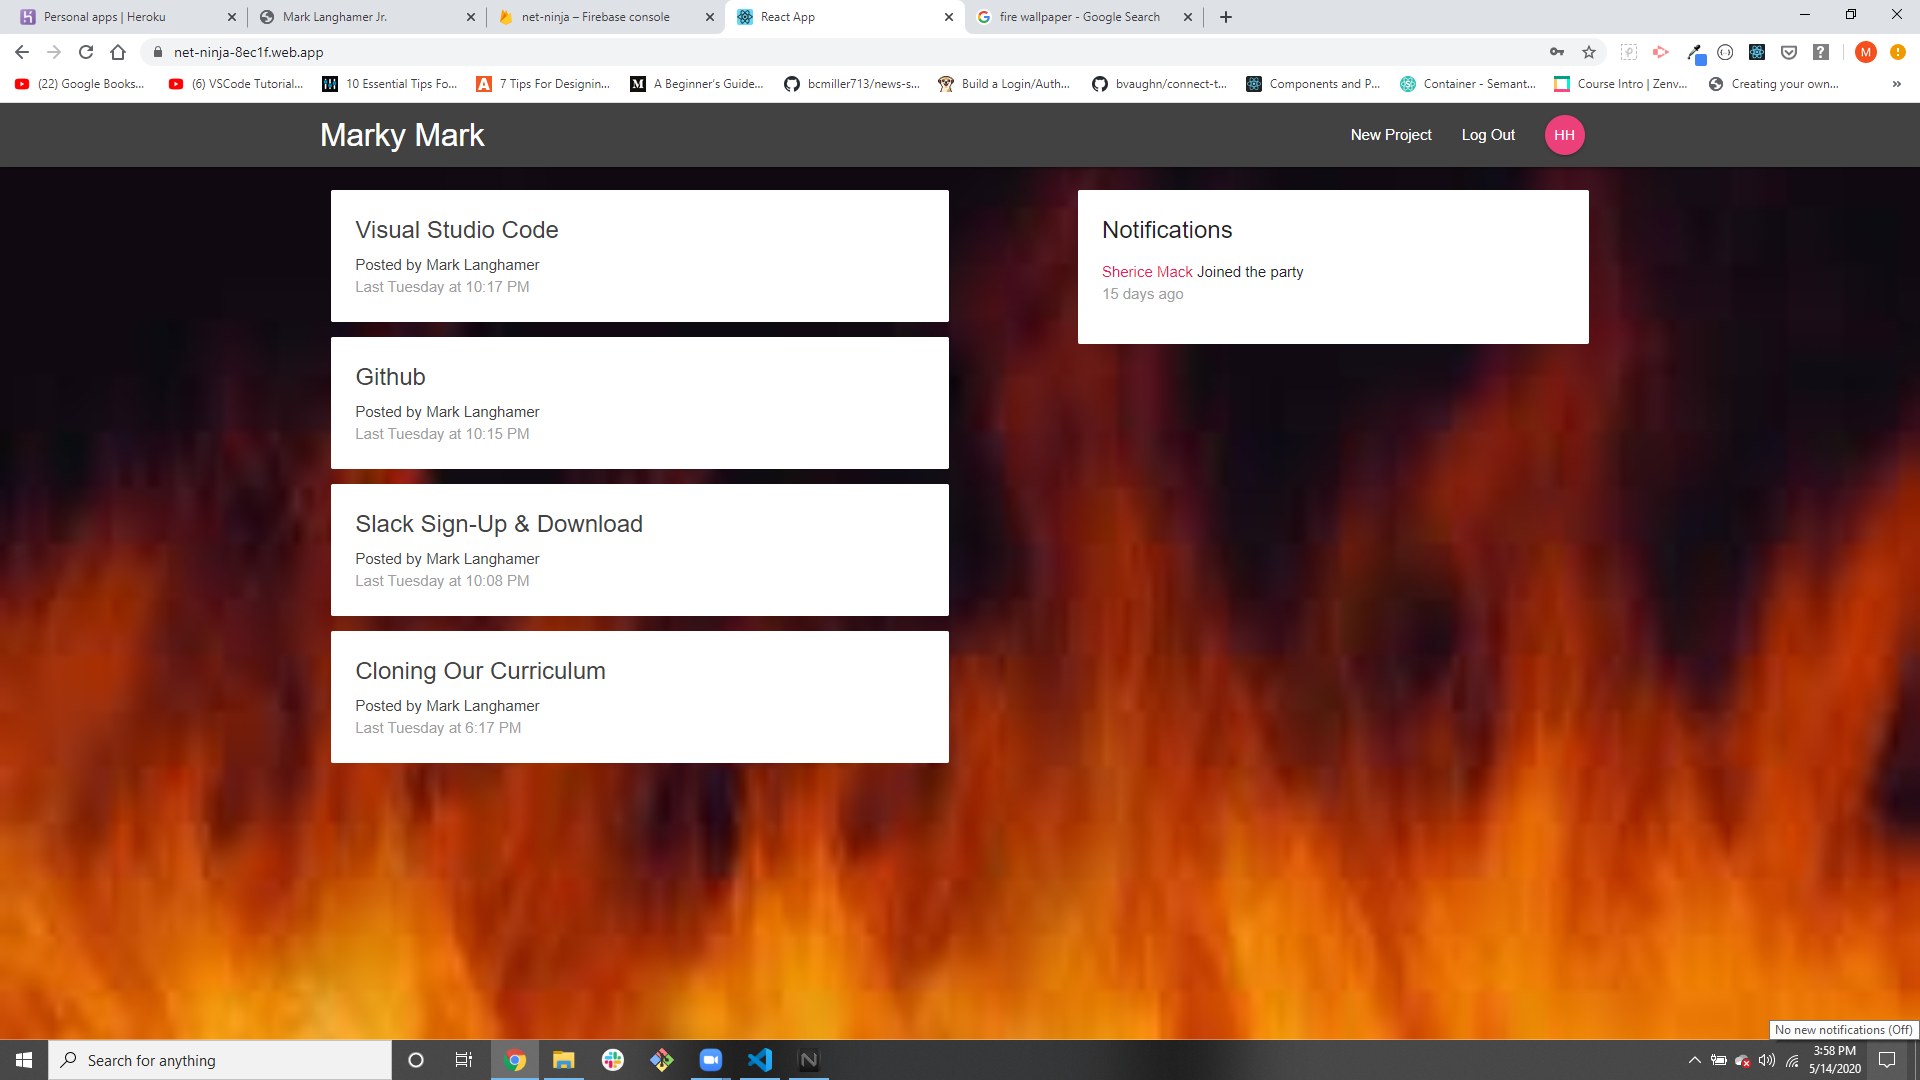 Personal apps | Heroku
Mark Langhamer Jr.
net-ninja – Firebase console
React App
fire wallpaper - Google Search
net-ninja-8ec1f.web.app
M
(22) Google Books...
(6) VSCode Tutorial...
10 Essential Tips Fo...
7 Tips For Designin...
A Beginner's Guide...
bcmiller713/news-s...
Build a Login/Auth...
bvaughn/connect-t...
Components and P...
Container - Semant...
Course Intro | Zenv...
Creating your own...
Marky Mark
New Project
Log Out
HH
Visual Studio Code
Posted by Mark Langhamer
Last Tuesday at 10:17 PM
Github
Posted by Mark Langhamer
Last Tuesday at 10:15 PM
Slack Sign-Up & Download
Posted by Mark Langhamer
Last Tuesday at 10:08 PM
Cloning Our Curriculum
Posted by Mark Langhamer
Last Tuesday at 6:17 PM
Notifications
Sherice Mack Joined the party
15 days ago
No new notifications (Off)
Search for anything
3:58 PM
5/14/2020